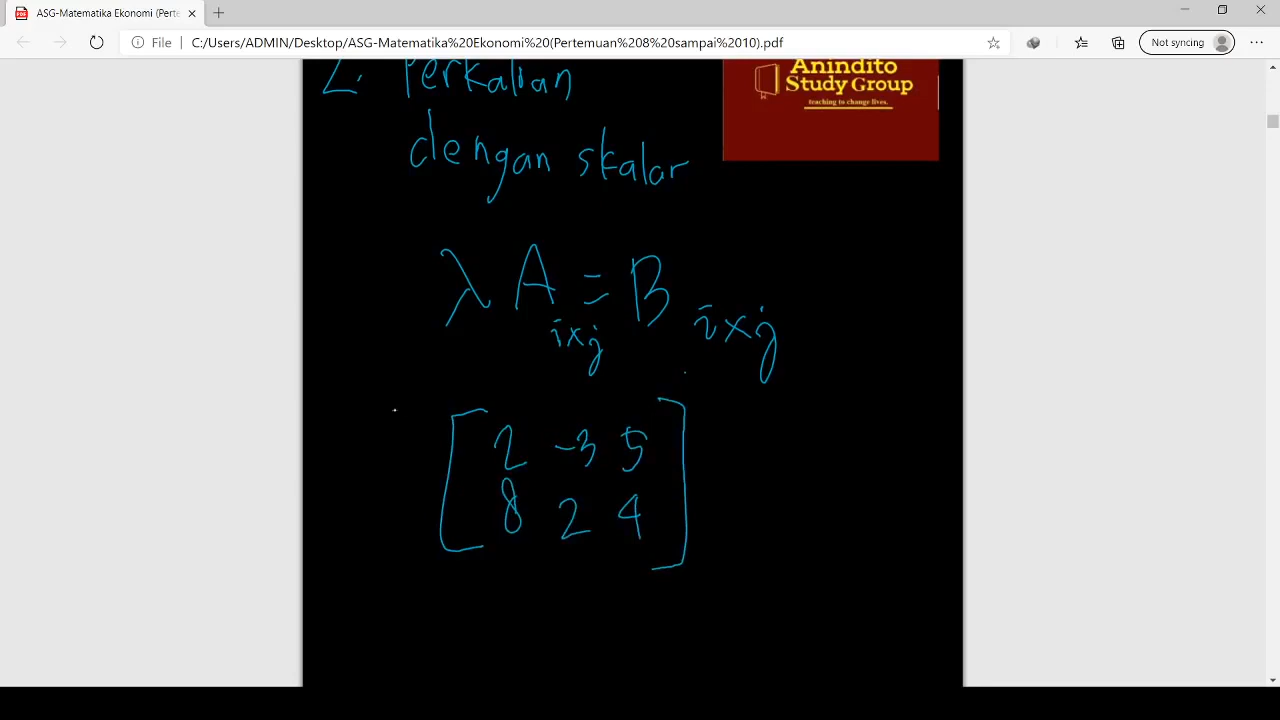 ASG-Matematika Ekonomi (Perte
File
C:/Users/ADMIN/Desktop/ASG-Matematika%20Ekonomi%20(Pertemuan%208%20sampai%2010).pdf
Not syncing
Anindito
Study Group
teaching to change lives.
2. Perkalian
dengan skalar
λ A = B
ixj ixj
2 -3 5
8 2 4